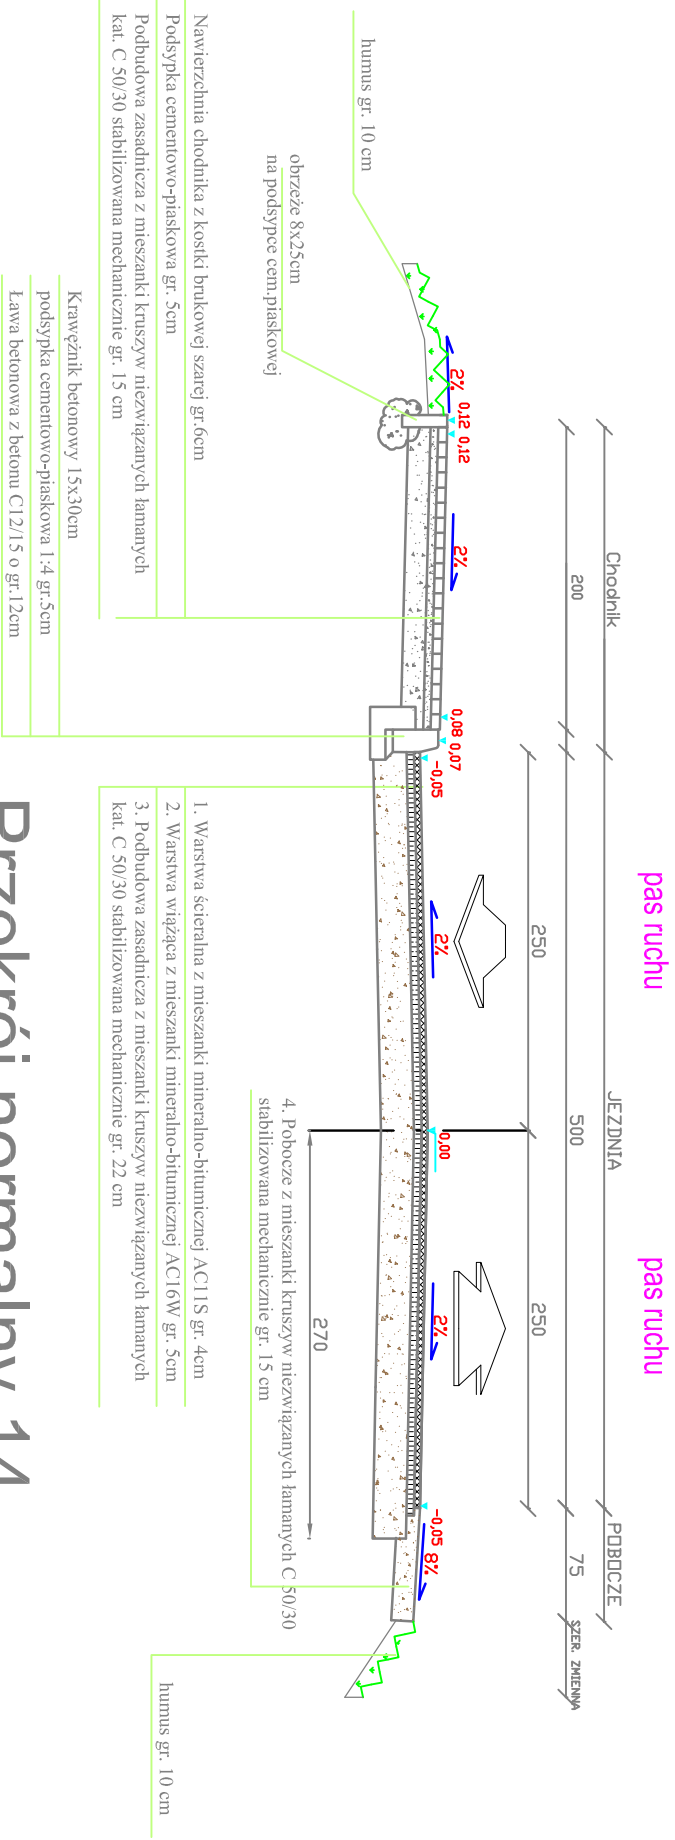 pas ruchu
pas ruchu
Chodnik
JEZDNIA
POBOCZE
200
500
75
SZER. ZMIENNA
250
250
2%
0,12
0,12
2%
0,08
0,07
-0,05
2%
0,00
2%
-0,05
8%
humus gr. 10 cm
270
obrzeże 8x25cm
na podsypce cem.piaskowej
4. Pobocze z mieszanki kruszyw niezwiązanych łamanych C 50/30
stabilizowana mechanicznie gr. 15 cm
Nawierzchnia chodnika z kostki brukowej szarej gr.6cm
Podsypka cementowo-piaskowa gr. 5cm
Podbudowa zasadnicza z mieszanki kruszyw niezwiązanych łamanych
kat. C 50/30 stabilizowana mechanicznie gr. 15 cm
1. Warstwa ścieralna z mieszanki mineralno-bitumicznej AC11S gr. 4cm
2. Warstwa wiążąca z mieszanki mineralno-bitumicznej AC16W gr. 5cm
3. Podbudowa zasadnicza z mieszanki kruszyw niezwiązanych łamanych
kat. C 50/30 stabilizowana mechanicznie gr. 22 cm
humus gr. 10 cm
Krawężnik betonowy 15x30cm
podsypka cementowo-piaskowa 1:4 gr.5cm
Ława betonowa z betonu C12/15 o gr.12cm
Przekrój normalny 14